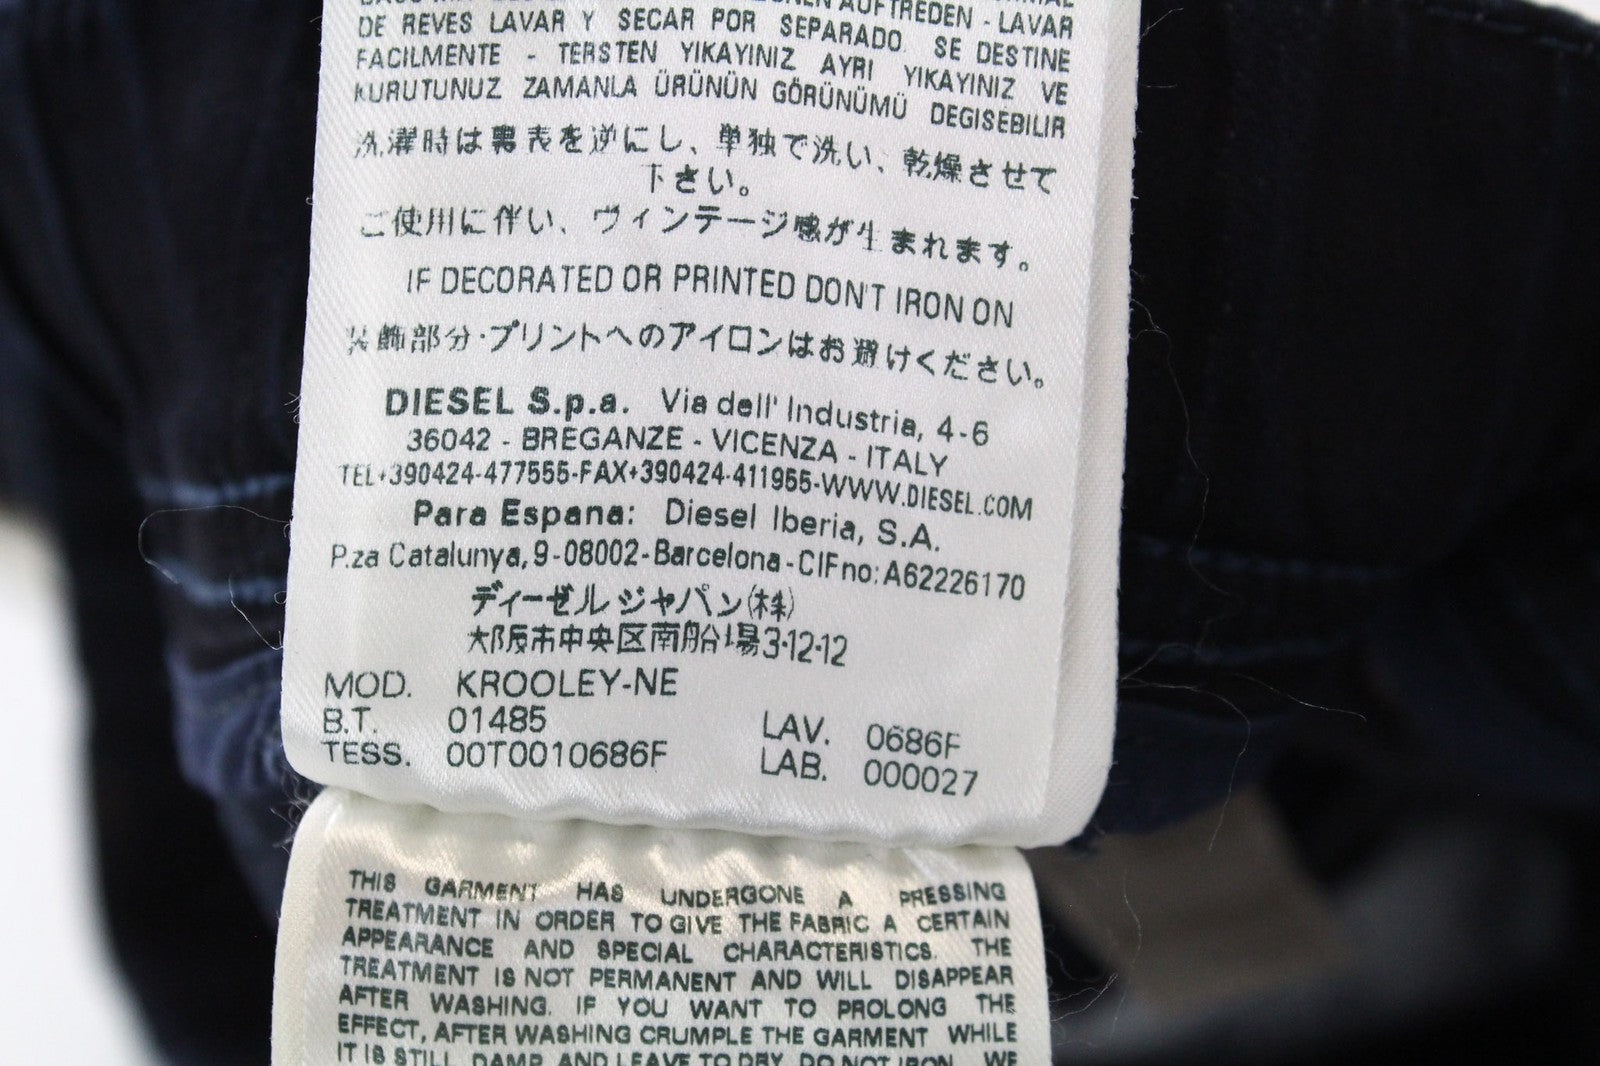 AUFTREDEN - LAVAR
DE REVES LAVAR Y SECAR POR SEPARADO. SE DESTINE
FACILMENTE - TERSTEN YIKAYINIZ AYRI YIKAYINIZ VE
KURUTUNUZ ZAMANLA ÜRÜNÜN GÖRÜNÜMÜ DEGISEBILIR
洗濯時は裏表を逆にし、単独で洗い、乾燥させて
下さい。
ご使用に伴い、ヴィンテージ感が生まれます。
IF DECORATED OR PRINTED DON'T IRON ON
装飾部分・プリントへのアイロンはお避けください。
DIESEL S.p.a. Via dell' Industria, 4-6
36042 - BREGANZE - VICENZA - ITALY
TEL+390424-477555-FAX+390424-411955-WWW.DIESEL.COM
Para Espana: Diesel Iberia, S.A.
P.za Catalunya, 9-08002-Barcelona-CIF no: A62226170
ディーゼル ジャパン(株)
大阪市中央区南船場3-12-12
MOD. KROOLEY-NE
B.T. 01485 LAV. 0686F
TESS. 00T0010686F LAB. 000027
THIS GARMENT HAS UNDERGONE A PRESSING
TREATMENT IN ORDER TO GIVE THE FABRIC A CERTAIN
APPEARANCE AND SPECIAL CHARACTERISTICS. THE
TREATMENT IS NOT PERMANENT AND WILL DISAPPEAR
AFTER WASHING. IF YOU WANT TO PROLONG THE
EFFECT, AFTER WASHING CRUMPLE THE GARMENT WHILE
IT IS STILL DAMP AND LEAVE TO DRY. DO NOT IRON. WE